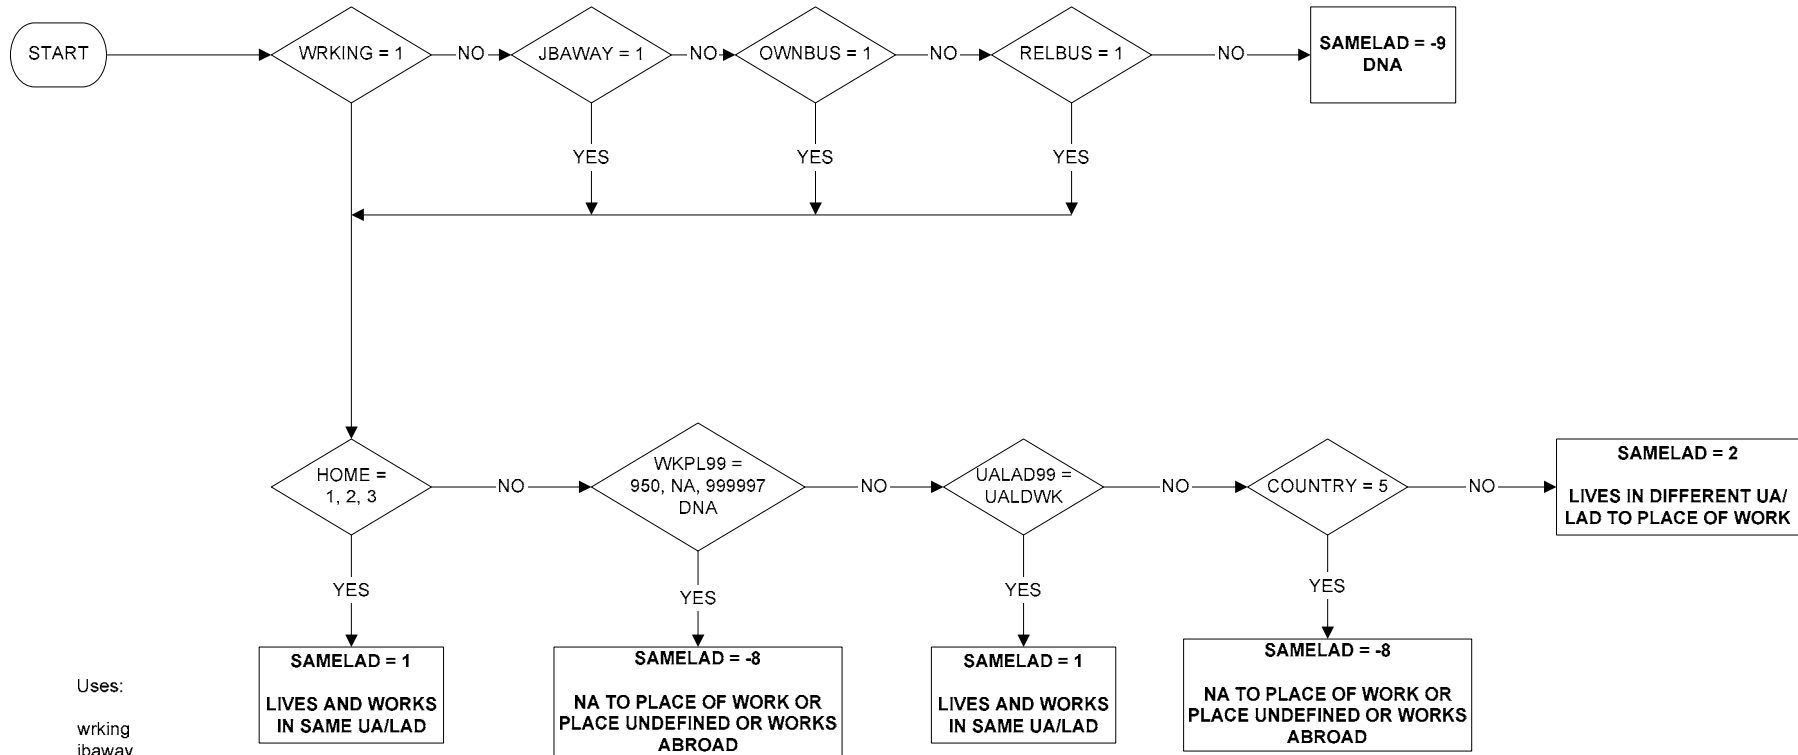 START
WRKING = 1
NO
JBAWAY = 1
NO
OWNBUS = 1
NO
RELBUS = 1
NO
SAMELAD = -9
DNA
YES
YES
YES
HOME =
1, 2, 3
NO
WKPL99 =
950, NA, 999997
DNA
NO
UALAD99 =
UALDWK
NO
COUNTRY = 5
NO
SAMELAD = 2
LIVES IN DIFFERENT UA/
LAD TO PLACE OF WORK
YES
YES
YES
YES
SAMELAD = 1
LIVES AND WORKS
IN SAME UA/LAD
SAMELAD = -8
NA TO PLACE OF WORK OR
PLACE UNDEFINED OR WORKS
ABROAD
SAMELAD = 1
LIVES AND WORKS
IN SAME UA/LAD
SAMELAD = -8
NA TO PLACE OF WORK OR
PLACE UNDEFINED OR WORKS
ABROAD
Uses:
wrking
jbaway